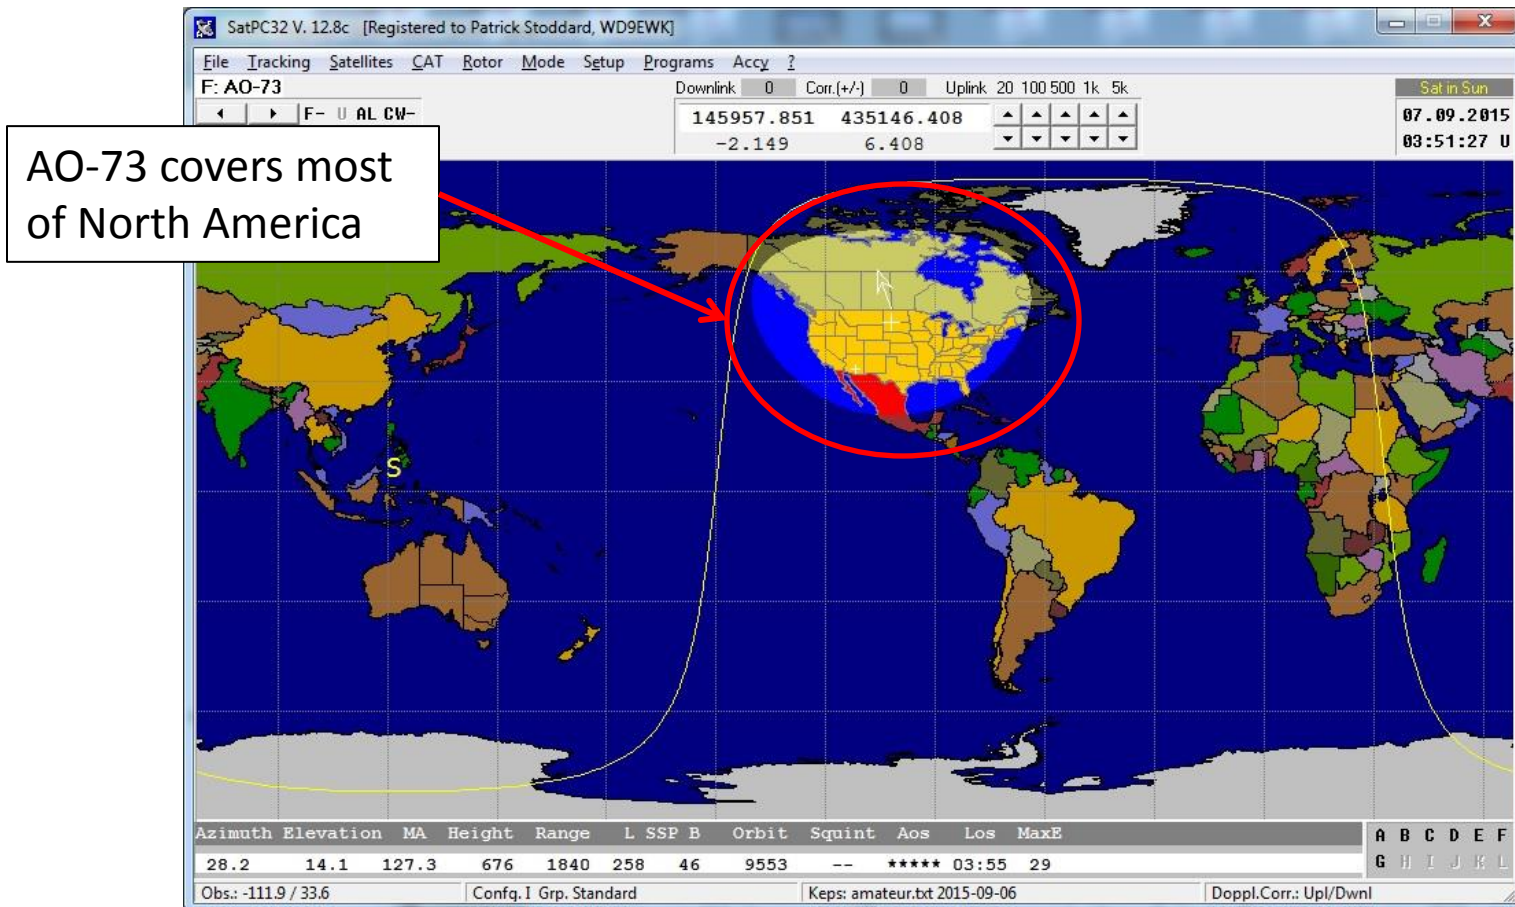 SatPC32 V. 12.8c [Registered to Patrick Stoddard, WD9EWK]
File Tracking Satellites CAT Rotor Mode Setup Programs Accy ?
F: AO-73
Downlink 0 Corr.(+/-) 0 Uplink 20 100 500 1k 5k
Sat in Sun
F- U AL CW-
145957.851 435146.408
07.09.2015
-2.149 6.408
03:51:27 U
AO-73 covers most
of North America
S
Azimuth Elevation MA Height Range L SSP B Orbit Squint Aos Los MaxE
A B C D E F
28.2 14.1 127.3 676 1840 258 46 9553 -- ***** 03:55 29
G H I J K L
Obs.: -111.9 / 33.6 Confq. I Grp. Standard Keps: amateur.txt 2015-09-06 Doppl.Corr.: Upl/Dwnl